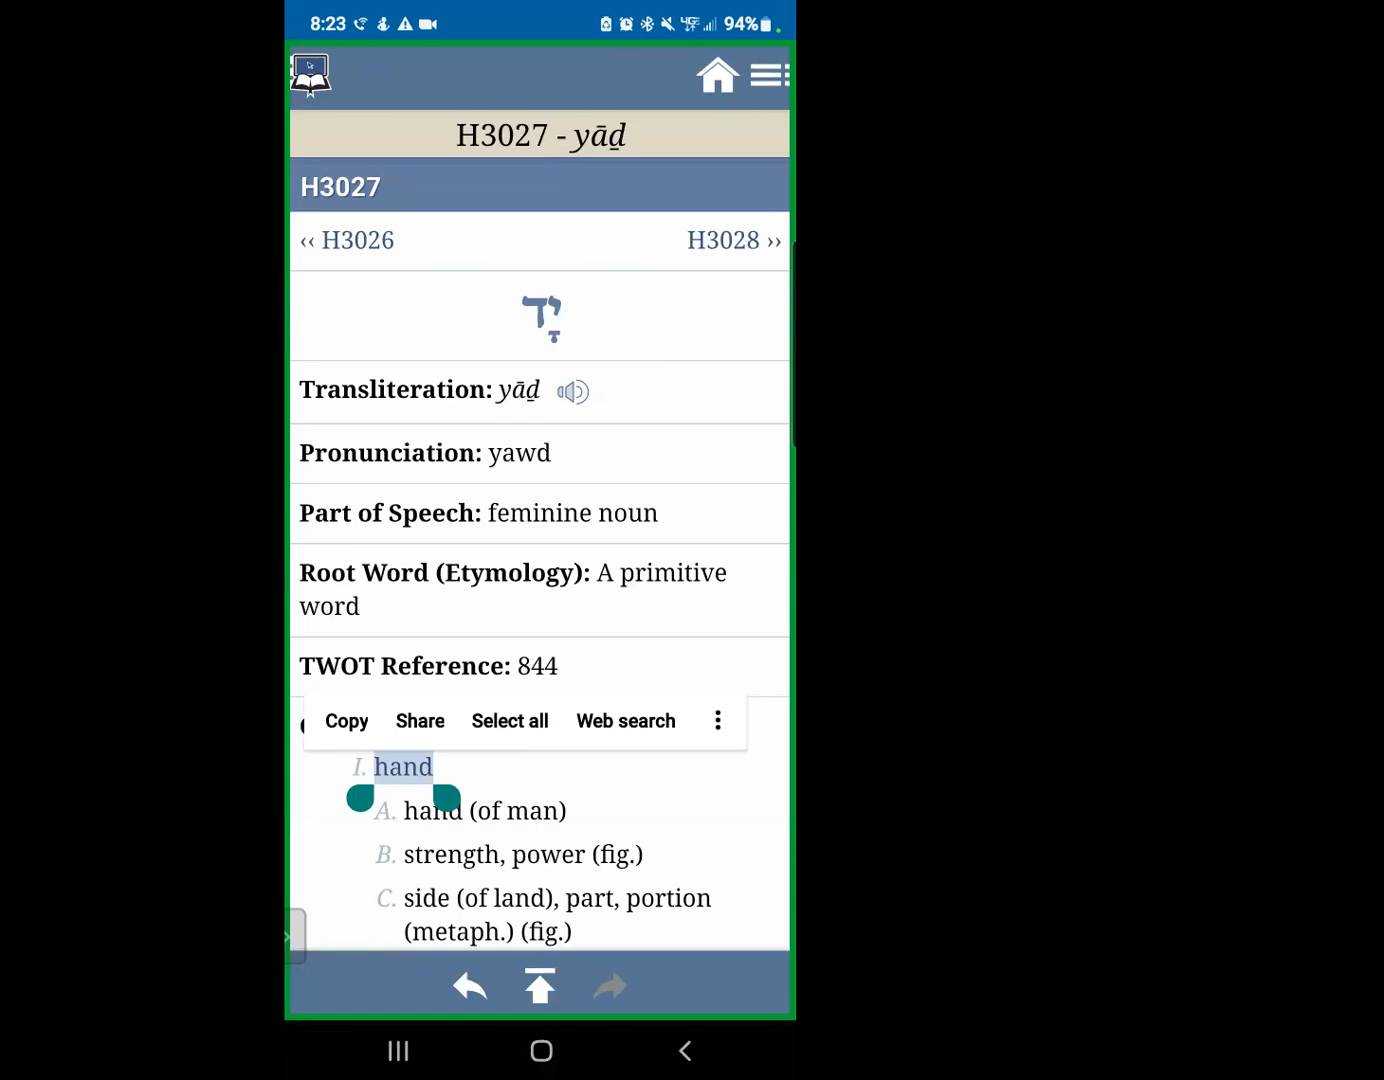 8:23
94%
H3027 - yāḏ
H3027
‹‹ H3026
H3028 ››
יָד
Transliteration: yāḏ
Pronunciation: yawd
Part of Speech: feminine noun
Root Word (Etymology): A primitive
word
TWOT Reference: 844
Copy Share Select all Web search
I. hand
A. hand (of man)
B. strength, power (fig.)
C. side (of land), part, portion
(metaph.) (fig.)